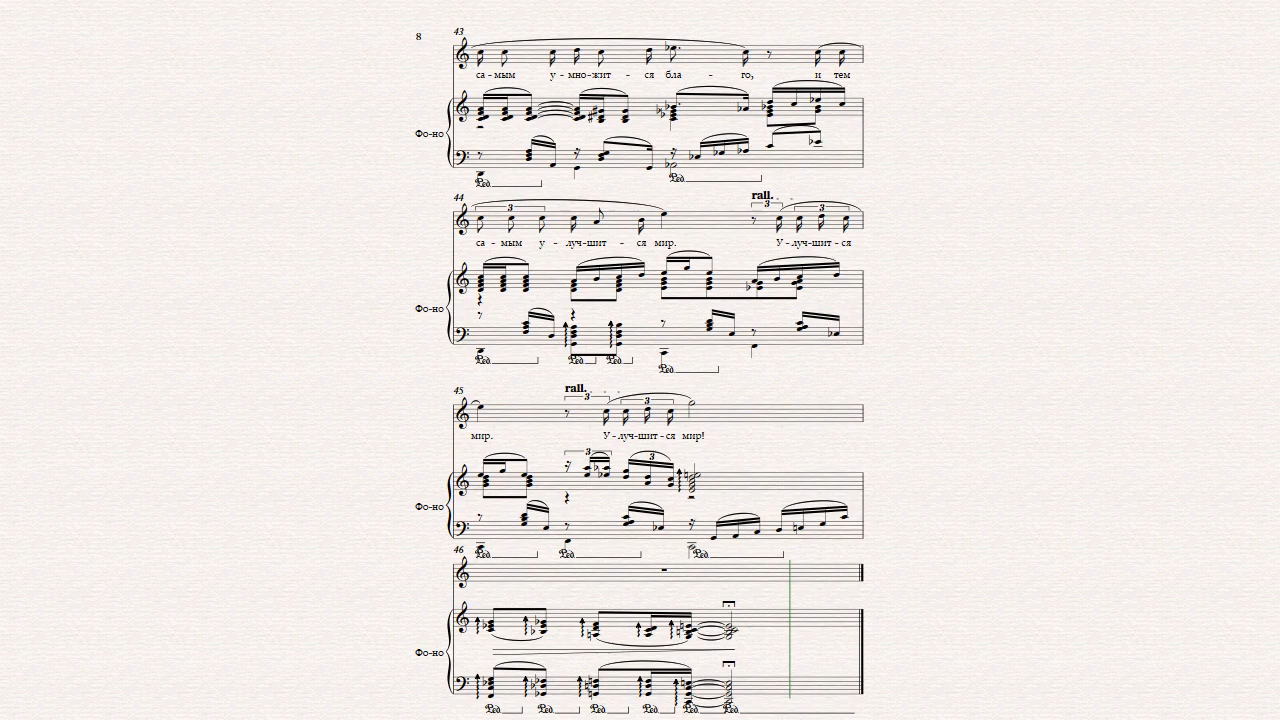 8
43
са - мым у - мно-жит - ся бла - го, и тем
Фо-но
Ped. Ped.
44
3 rall. 3 3
са - мым у - луч-шит - ся мир. У - луч-шит - ся
Фо-но
Ped. Ped. Ped. Ped.
45
rall. 3 3
мир. У - луч-шит - ся мир!
3 3
Фо-но
Ped. Ped. Ped.
46
Фо-но
Ped. Ped. Ped. Ped. Ped. Ped.